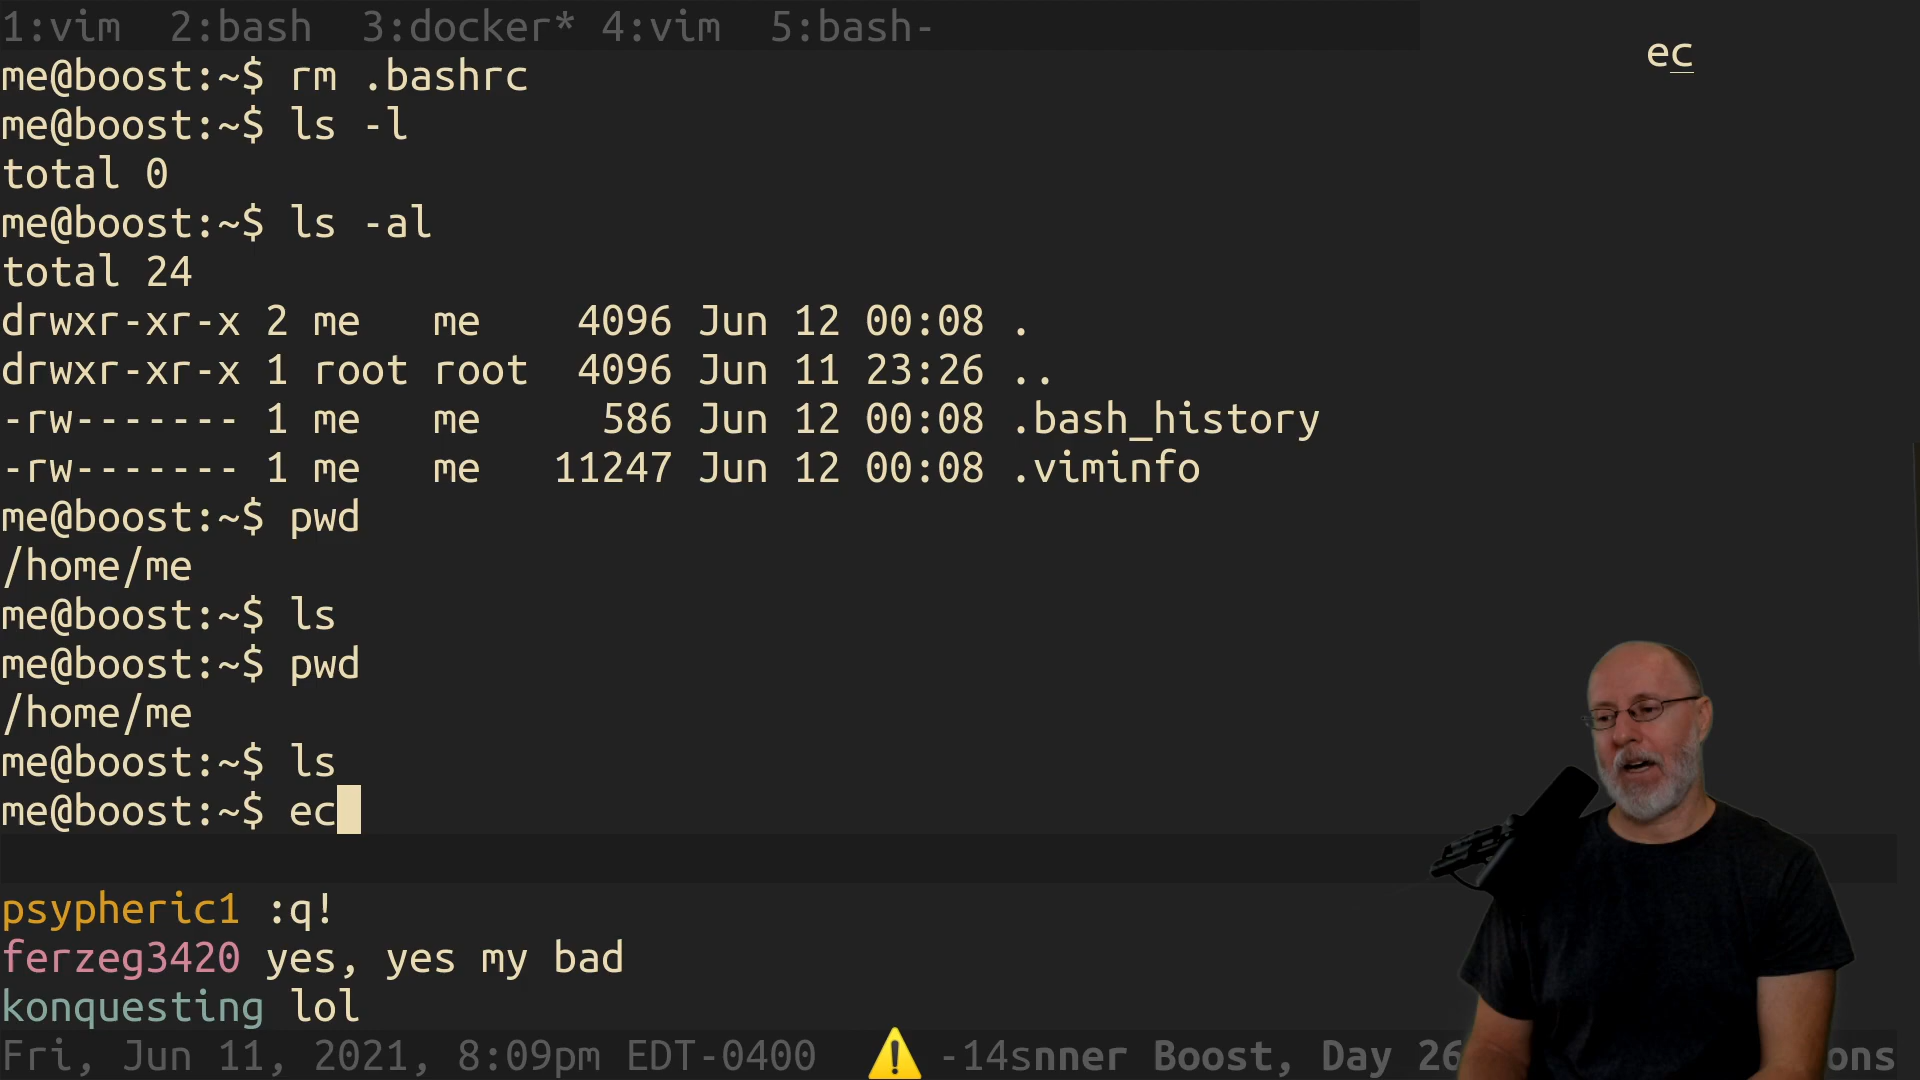 1:vim  2:bash  3:docker* 4:vim  5:bash-
ec
me@boost:~$ rm .bashrc
me@boost:~$ ls -l
total 0
me@boost:~$ ls -al
total 24
drwxr-xr-x 2 me   me    4096 Jun 12 00:08 .
drwxr-xr-x 1 root root  4096 Jun 11 23:26 ..
-rw------- 1 me   me     586 Jun 12 00:08 .bash_history
-rw------- 1 me   me   11247 Jun 12 00:08 .viminfo
me@boost:~$ pwd
/home/me
me@boost:~$ ls
me@boost:~$ pwd
/home/me
me@boost:~$ ls
me@boost:~$ ec
psypheric1 :q!
ferzeg3420 yes, yes my bad
konquesting lol
Fri, Jun 11, 2021, 8:09pm EDT-0400 ⚠ -14snner Boost, Day 26 ons